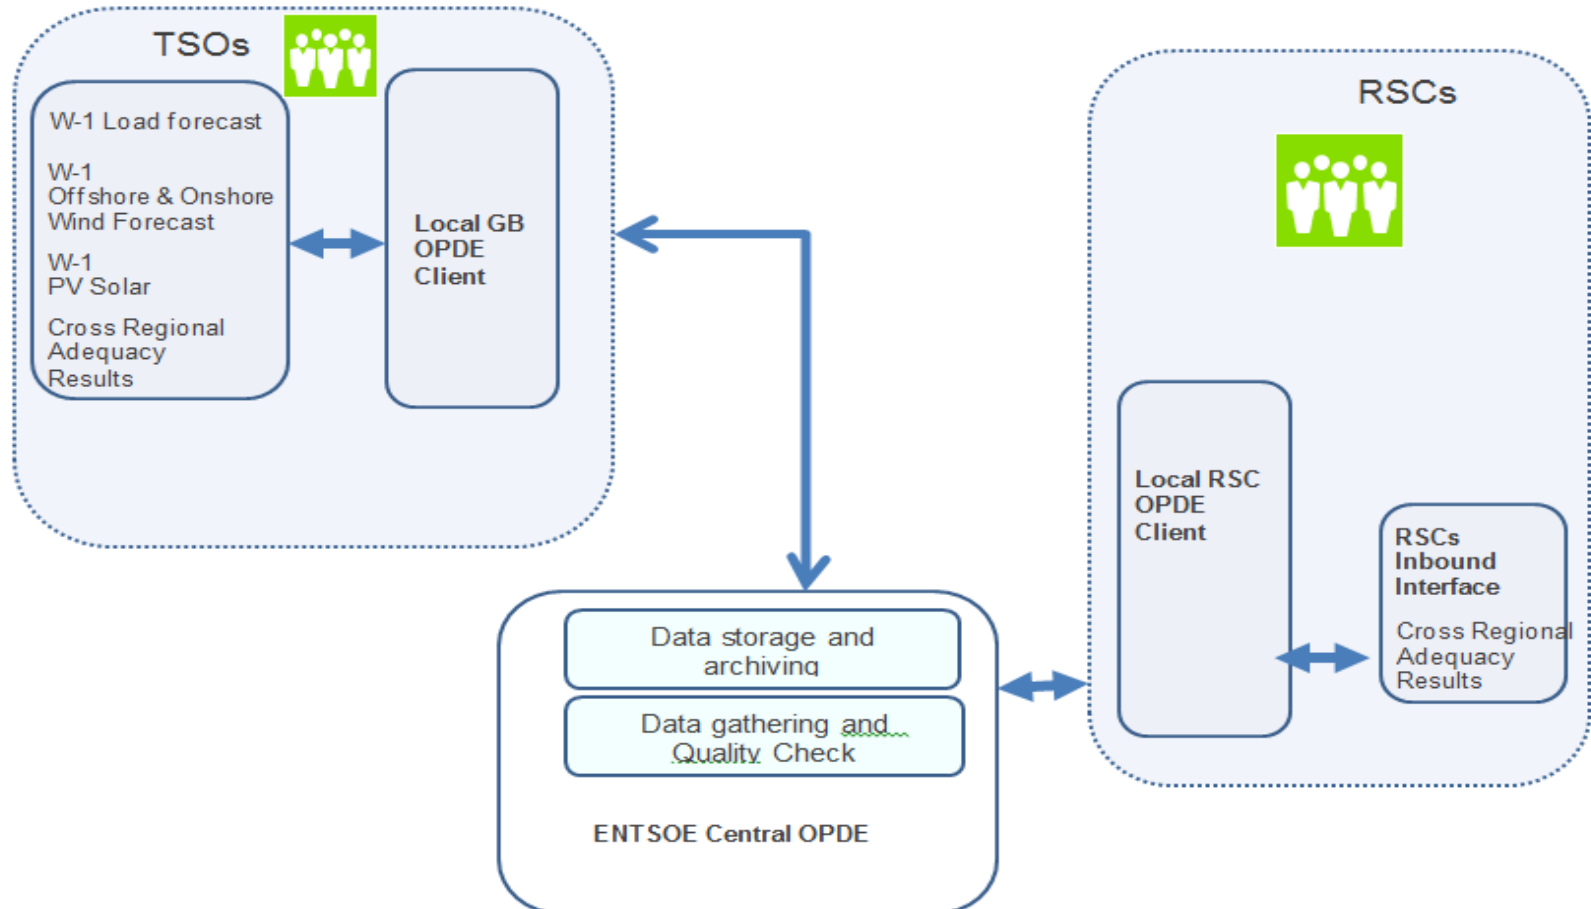 TSOs
W-1 Load forecast
W-1
Offshore & Onshore
Wind Forecast
W-1
PV Solar
Cross Regional
Adequacy
Results
Local GB
OPDE
Client
RSCs
Local RSC
OPDE
Client
RSCs
Inbound
Interface
Cross Regional
Adequacy
Results
Data storage and
archiving
Data gathering and
Quality Check
ENTSOE Central OPDE